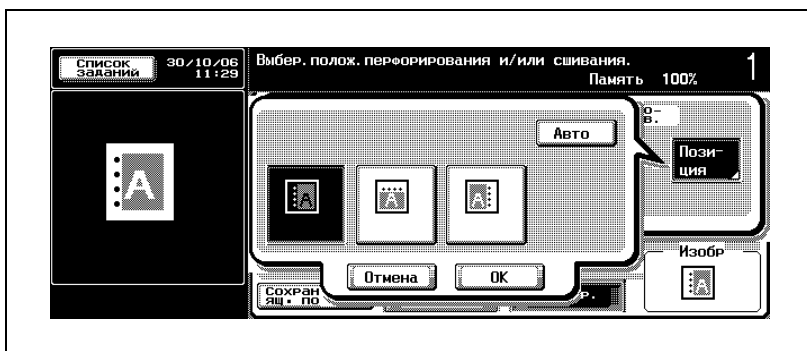 Список
заданий
30/10/06
11:29
Выбер. полож. перфорирования и/или сшивания.
Память 100%
1
о-
в.
Авто
Пози-
ция
A
A
A
A
Отмена
OK
Изобр
Сохран
ящ. по
р.
A